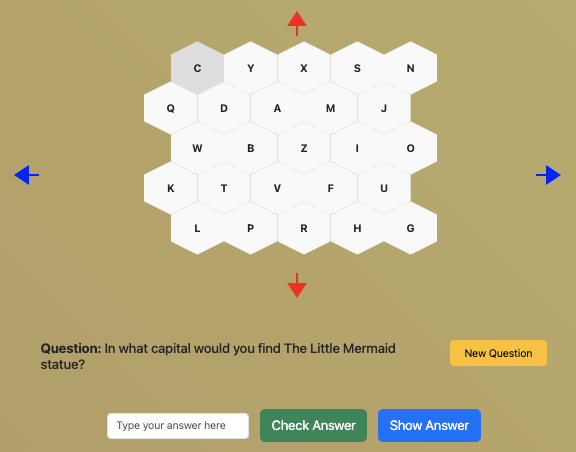 C Y X S N
Q D A M J
W B Z I O
K T V F U
L P R H G
Question: In what capital would you find The Little Mermaid
statue?
New Question
Type your answer here
Check Answer
Show Answer